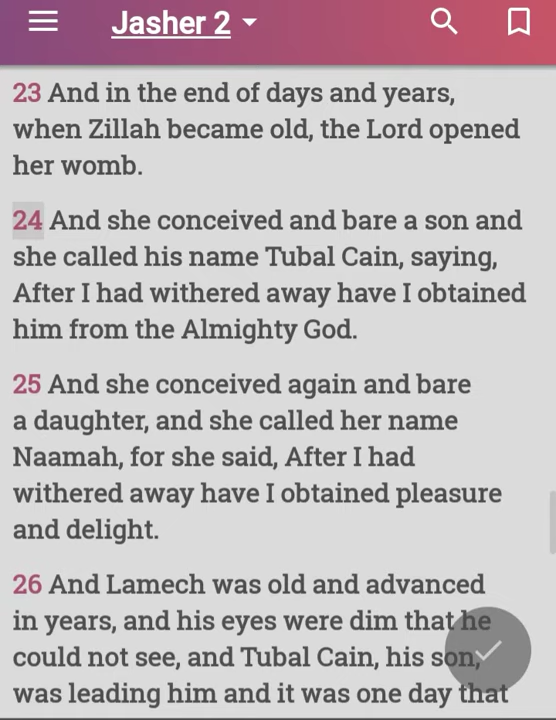 Jasher 2
23 And in the end of days and years,
when Zillah became old, the Lord opened
her womb.
24 And she conceived and bare a son and
she called his name Tubal Cain, saying,
After I had withered away have I obtained
him from the Almighty God.
25 And she conceived again and bare
a daughter, and she called her name
Naamah, for she said, After I had
withered away have I obtained pleasure
and delight.
26 And Lamech was old and advanced
in years, and his eyes were dim that he
could not see, and Tubal Cain, his son,
was leading him and it was one day that